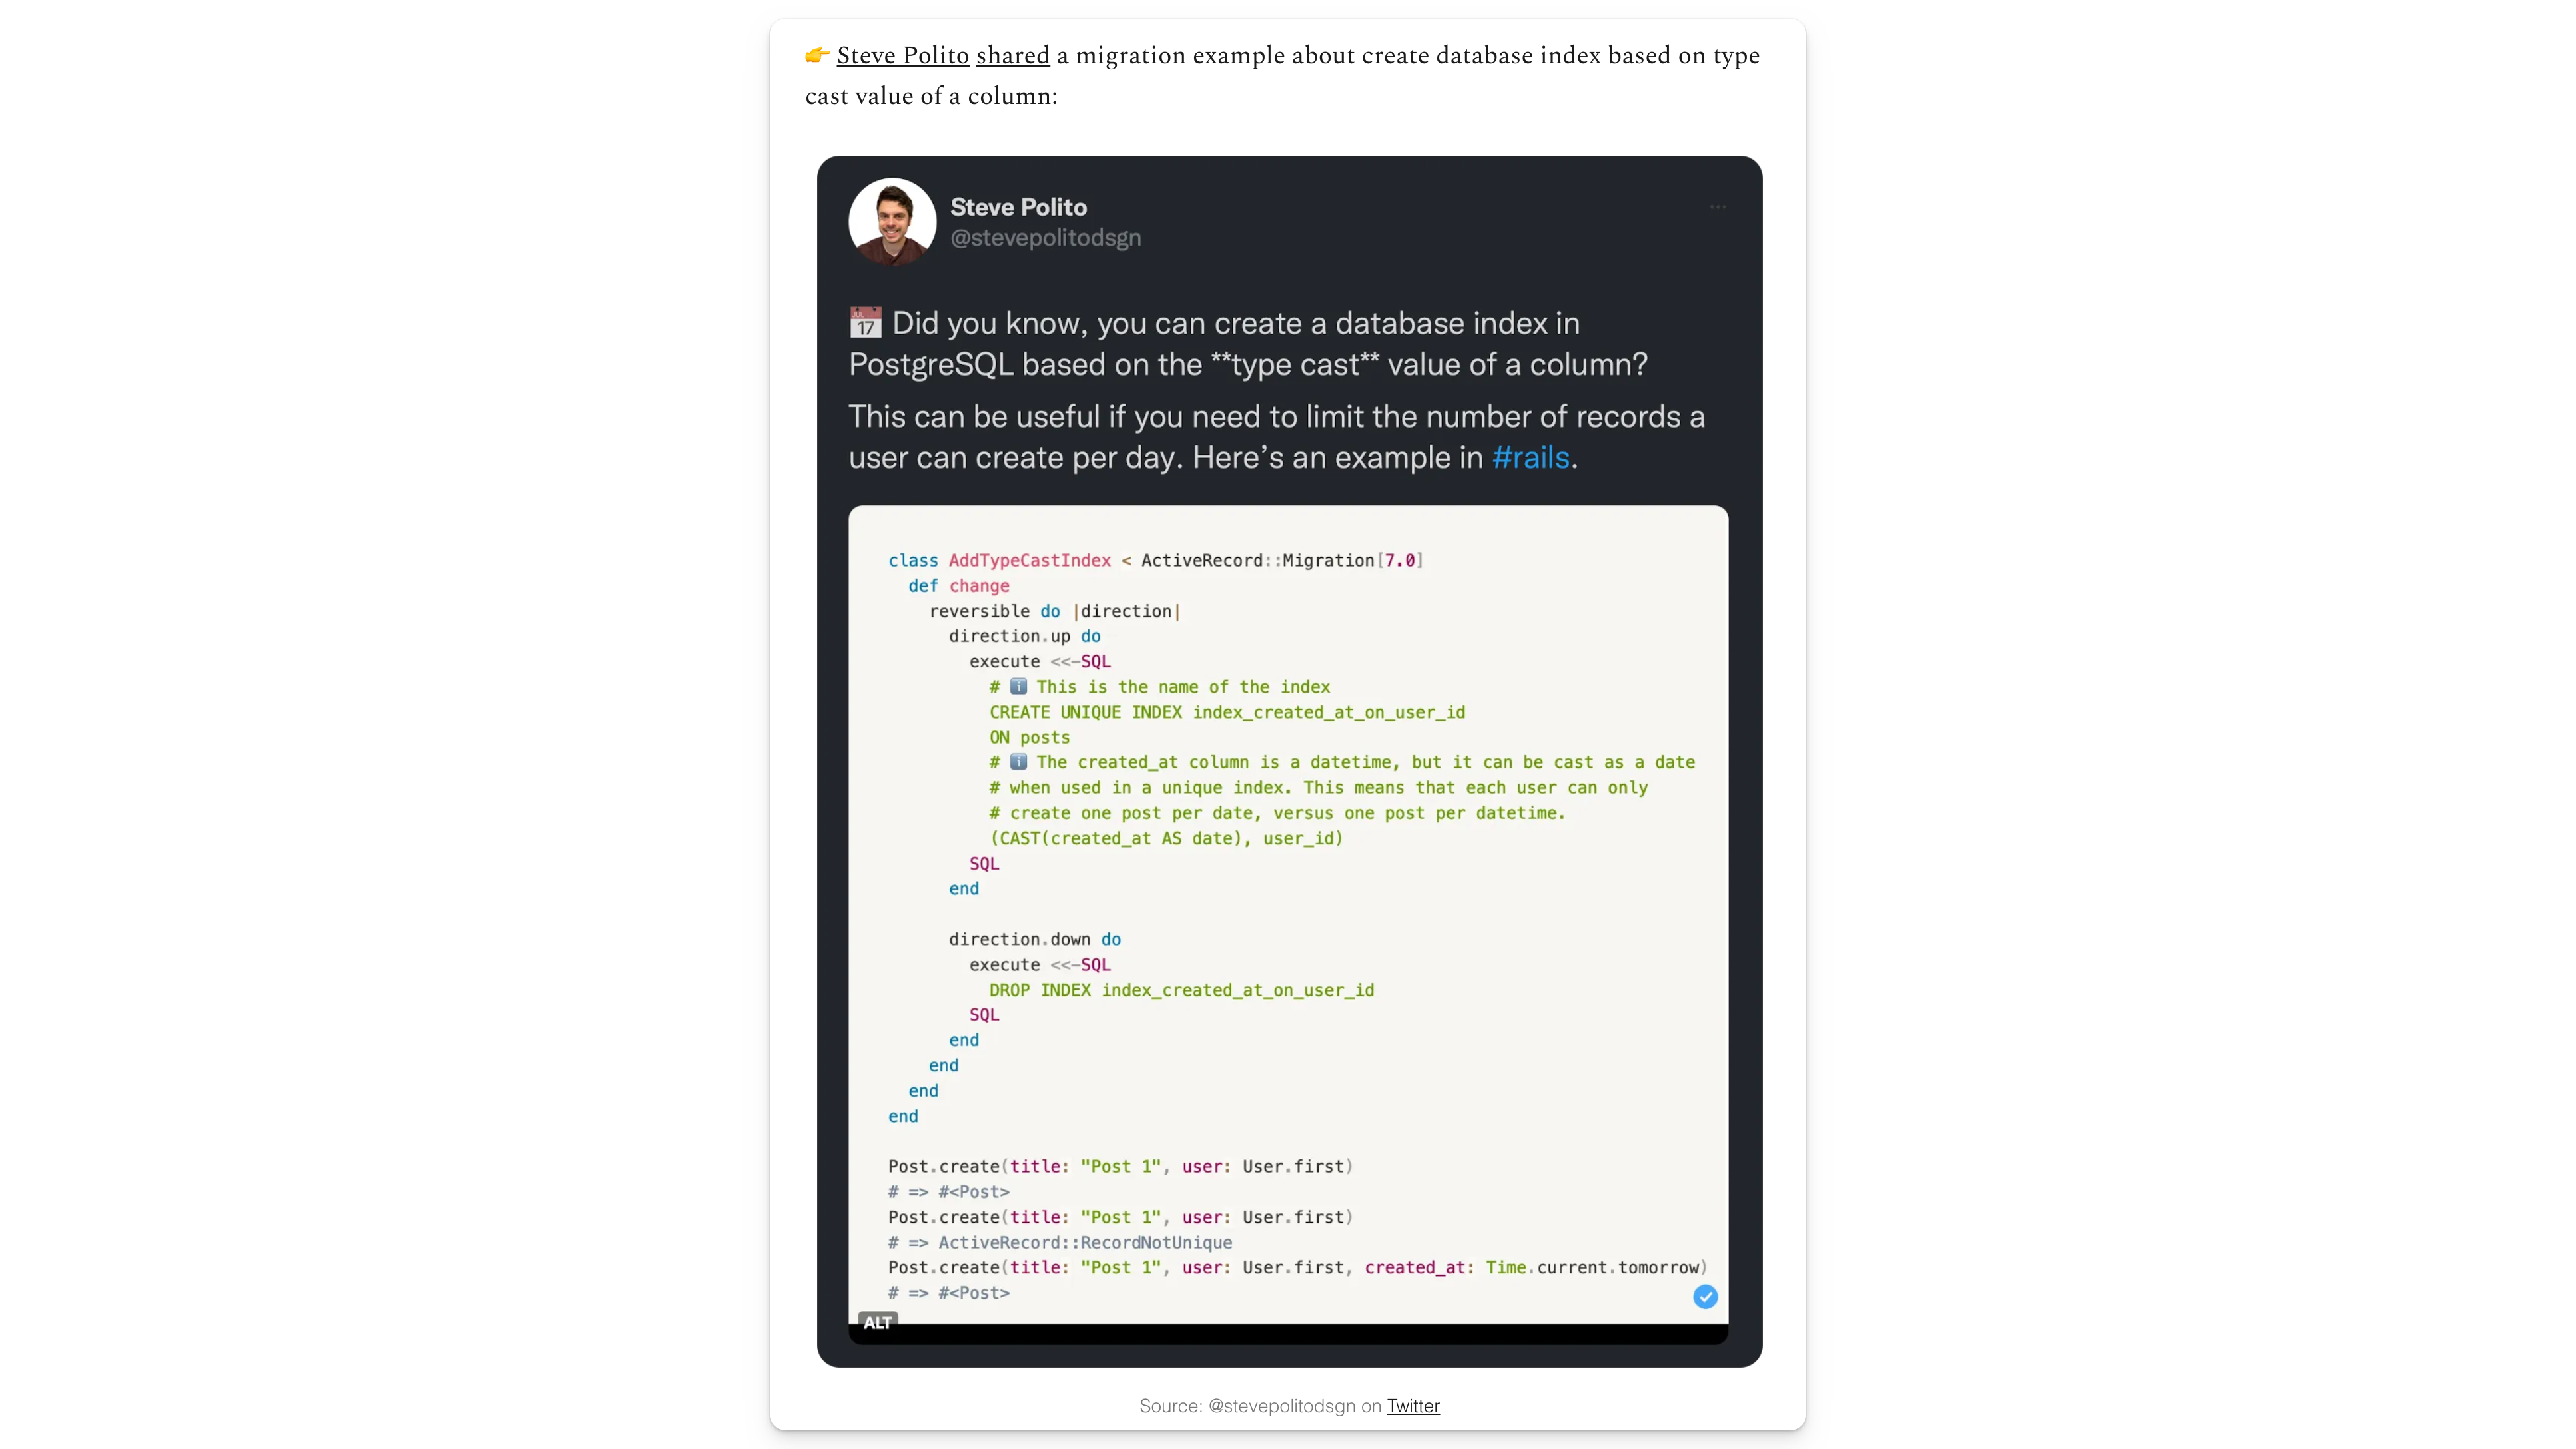 👉 Steve Polito shared a migration example about create database index based on type
cast value of a column:
Steve Polito
@stevepolitodsgn
...
JUL
17
Did you know, you can create a database index in
PostgreSQL based on the **type cast** value of a column?
This can be useful if you need to limit the number of records a
user can create per day. Here’s an example in #rails.
class AddTypeCastIndex < ActiveRecord::Migration[7.0]
  def change
    reversible do |direction|
      direction.up do
        execute <<-SQL
          # ℹ️ This is the name of the index
          CREATE UNIQUE INDEX index_created_at_on_user_id
          ON posts
          # ℹ️ The created_at column is a datetime, but it can be cast as a date
          # when used in a unique index. This means that each user can only
          # create one post per date, versus one post per datetime.
          (CAST(created_at AS date), user_id)
        SQL
      end
      direction.down do
        execute <<-SQL
          DROP INDEX index_created_at_on_user_id
        SQL
      end
    end
  end
end
Post.create(title: "Post 1", user: User.first)
# => #<Post>
Post.create(title: "Post 1", user: User.first)
# => ActiveRecord::RecordNotUnique
Post.create(title: "Post 1", user: User.first, created_at: Time.current.tomorrow)
# => #<Post>
ALT
Source: @stevepolitodsgn on Twitter